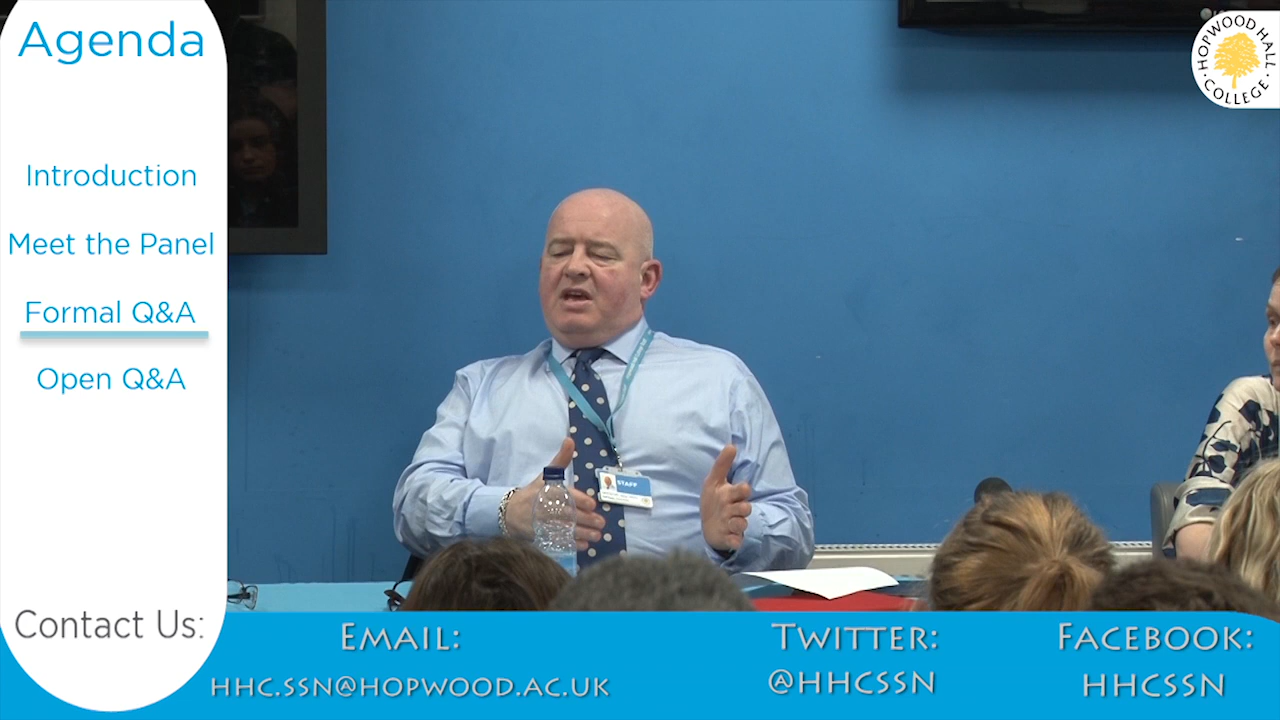 Agenda
Introduction
Meet the Panel
Formal Q&A
Open Q&A
Contact Us:
HOPWOOD HALL
COLLEGE
STAFF
EMAIL:
HHC.SSN@HOPWOOD.AC.UK
TWITTER:
@HHCSSN
FACEBOOK:
HHCSSN